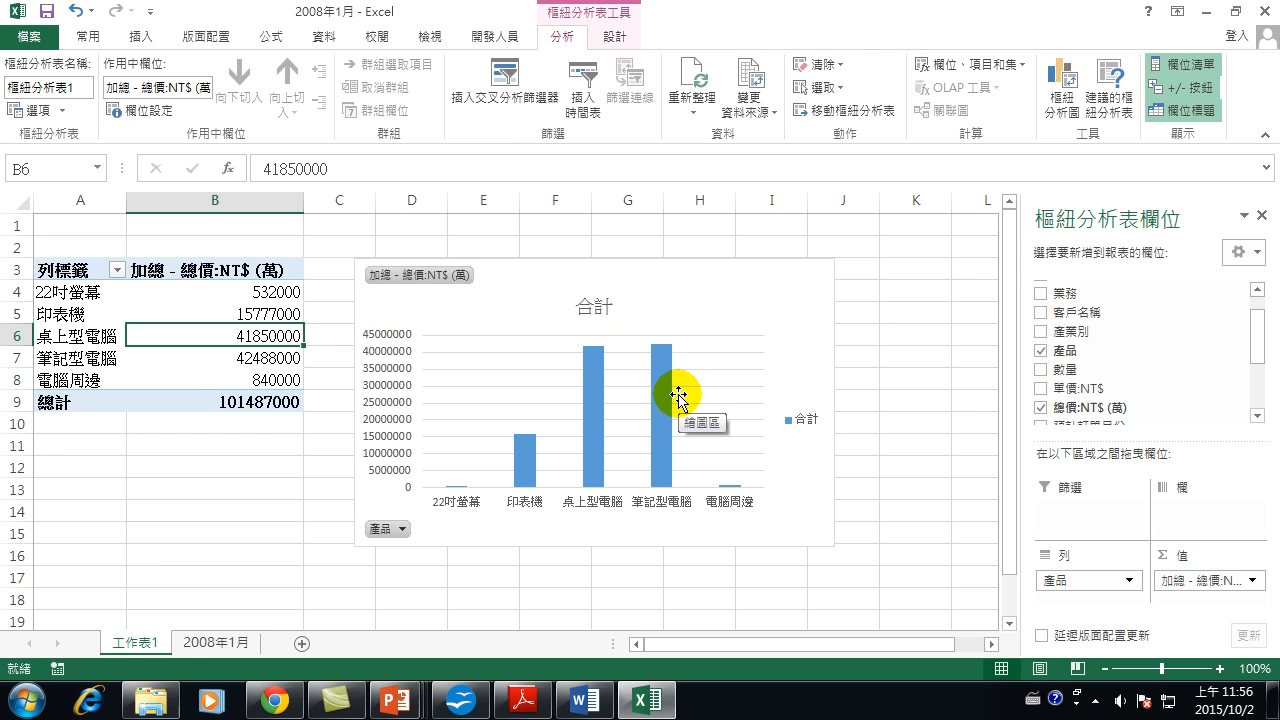 2008年1月 - Excel
樞紐分析表工具
檔案 常用 插入 版面配置 公式 資料 校閱 檢視 開發人員 分析 設計 登入
樞紐分析表名稱:
樞紐分析表1
選項
樞紐分析表
作用中欄位:
加總 - 總價:NT$ (萬
欄位設定
向下切入
向上切入
作用中欄位
群組選取項目
取消群組
群組欄位
群組
插入交叉分析篩選器
插入時間表
篩選連線
篩選
重新整理
變更資料來源
資料
清除
選取
移動樞紐分析表
動作
欄位、項目和集
OLAP 工具
關聯圖
計算
樞紐分析圖
建議的樞紐分析表
工具
欄位清單
+/- 按鈕
欄位標題
顯示
B6 41850000
A B C D E F G H I J K L
1
2
3 列標籤 加總 - 總價:NT$ (萬)
4 22吋螢幕 532000
5 印表機 15777000
6 桌上型電腦 41850000
7 筆記型電腦 42488000
8 電腦周邊 840000
9 總計 101487000
10
11
12
13
14
15
16
17
18
19
加總 - 總價:NT$ (萬)
合計
45000000
40000000
35000000
30000000
25000000
20000000
15000000
10000000
5000000
0
22吋螢幕 印表機 桌上型電腦 筆記型電腦 電腦周邊
合計
繪圖區
產品
樞紐分析表欄位
選擇要新增到報表的欄位:
業務
客戶名稱
產業別
產品
數量
單價:NT$
總價:NT$ (萬)
在以下區域之間拖曳欄位:
篩選
欄
列
值
產品
加總 - 總價:N...
延遲版面配置更新
更新
工作表1 2008年1月
就緒
100%
上午 11:56
2015/10/2